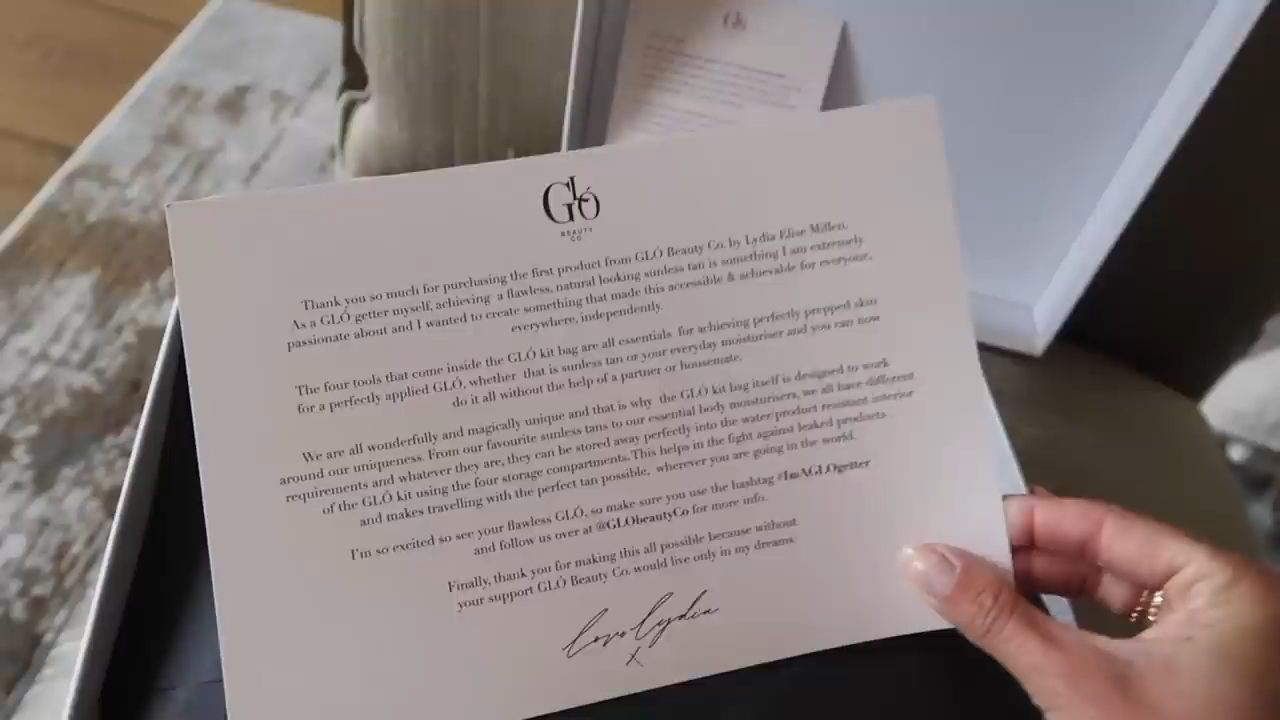 GLÓ
BEAUTY
CO
Thank you so much for purchasing the first product from GLÓ Beauty Co. by Lydia Elise Millen.
As a GLÓ getter myself, achieving a flawless, natural looking sunless tan is something I am extremely
passionate about and I wanted to create something that made this accessible & achievable for everyone,
everywhere, independently.
The four tools that come inside the GLÓ kit bag are all essentials for achieving perfectly prepped skin
for a perfectly applied GLÓ, whether that is sunless tan or your everyday moisturiser and you can now
do it all without the help of a partner or housemate.
We are all wonderfully and magically unique and that is why the GLÓ kit bag itself is designed to work
around our uniqueness. From our favourite sunless tans to our essential body moisturisers, we all have different
requirements and whatever they are, they can be stored away perfectly into the water/product resistant interior
of the GLÓ kit using the four storage compartments. This helps in the fight against leaked products
and makes travelling with the perfect tan possible, wherever you are going in the world.
I'm so excited so see your flawless GLÓ, so make sure you use the hashtag #ImAGLOgetter
and follow us over at @GLObeautyCo for more info.
Finally, thank you for making this all possible because without
your support GLÓ Beauty Co. would live only in my dreams
love Lydia
X